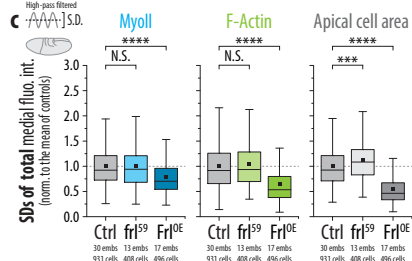 c
High-pass filtered
S.D.
MyoII
F-Actin
Apical cell area
SDs of total medial fluo. int.
(norm. to the mean of controls)
3.0
2.5
2.0
1.5
1.0
0.5
0.0
N.S.
****
N.S.
****
***
****
Ctrl frl59 FrlOE
30 embs 13 embs 17 embs
931 cells 408 cells 496 cells
Ctrl frl59 FrlOE
30 embs 13 embs 17 embs
931 cells 408 cells 496 cells
Ctrl frl59 FrlOE
30 embs 13 embs 17 embs
931 cells 408 cells 496 cells